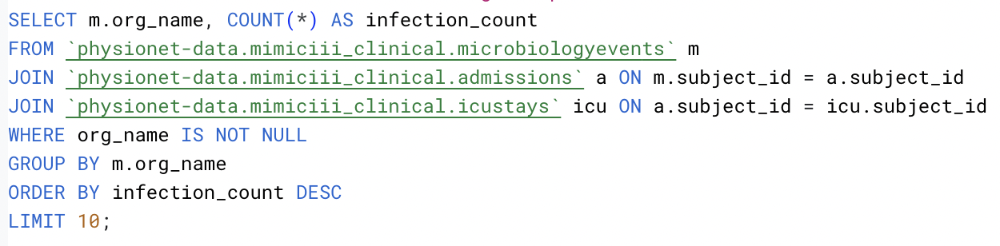 SELECT m.org_name, COUNT(*) AS infection_count
FROM `physionet-data.mimiciii_clinical.microbiologyevents` m
JOIN `physionet-data.mimiciii_clinical.admissions` a ON m.subject_id = a.subject_id
JOIN `physionet-data.mimiciii_clinical.icustays` icu ON a.subject_id = icu.subject_id
WHERE org_name IS NOT NULL
GROUP BY m.org_name
ORDER BY infection_count DESC
LIMIT 10;